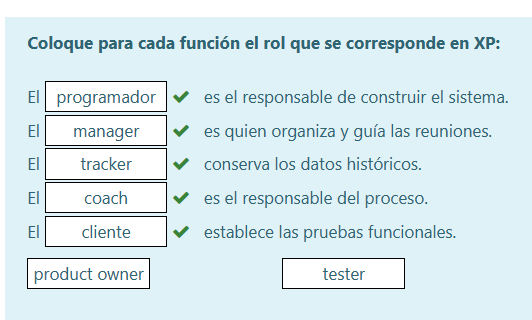 Coloque para cada función el rol que se corresponde en XP:
El programador es el responsable de construir el sistema.
El manager es quien organiza y guía las reuniones.
El tracker conserva los datos históricos.
El coach es el responsable del proceso.
El cliente establece las pruebas funcionales.
product owner tester